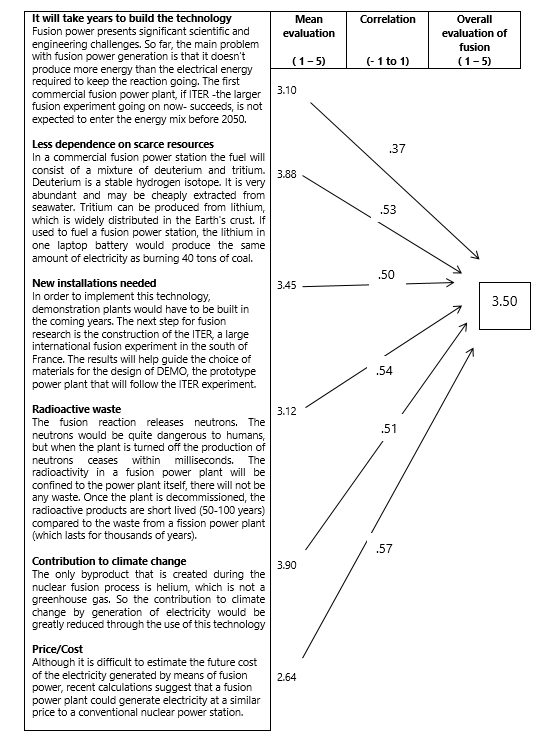 It will take years to build the technology
Fusion power presents significant scientific and
engineering challenges. So far, the main problem
with fusion power generation is that it doesn't
produce more energy than the electrical energy
required to keep the reaction going. The first
commercial fusion power plant, if ITER -the larger
fusion experiment going on now- succeeds, is not
expected to enter the energy mix before 2050.
Less dependence on scarce resources
In a commercial fusion power station the fuel will
consist of a mixture of deuterium and tritium.
Deuterium is a stable hydrogen isotope. It is very
abundant and may be cheaply extracted from
seawater. Tritium can be produced from lithium,
which is widely distributed in the Earth's crust. If
used to fuel a fusion power station, the lithium in
one laptop battery would produce the same
amount of electricity as burning 40 tons of coal.
New installations needed
In order to implement this technology,
demonstration plants would have to be built in
the coming years. The next step for fusion
research is the construction of the ITER, a large
international fusion experiment in the south of
France. The results will help guide the choice of
materials for the design of DEMO, the prototype
power plant that will follow the ITER experiment.
Radioactive waste
The fusion reaction releases neutrons. The
neutrons would be quite dangerous to humans,
but when the plant is turned off the production of
neutrons ceases within milliseconds. The
radioactivity in a fusion power plant will be
confined to the power plant itself, there will not be
any waste. Once the plant is decommissioned, the
radioactive products are short lived (50-100 years)
compared to the waste from a fission power plant
(which lasts for thousands of years).
Contribution to climate change
The only byproduct that is created during the
nuclear fusion process is helium, which is not a
greenhouse gas. So the contribution to climate
change by generation of electricity would be
greatly reduced through the use of this technology
Price/Cost
Although it is difficult to estimate the future cost
of the electricity generated by means of fusion
power, recent calculations suggest that a fusion
power plant could generate electricity at a similar
price to a conventional nuclear power station.
Mean
evaluation
(1 – 5)
3.10
3.88
3.45
3.12
3.90
2.64
Correlation
(- 1 to 1)
.37
.53
.50
.54
.51
.57
Overall
evaluation of
fusion
(1 – 5)
3.50